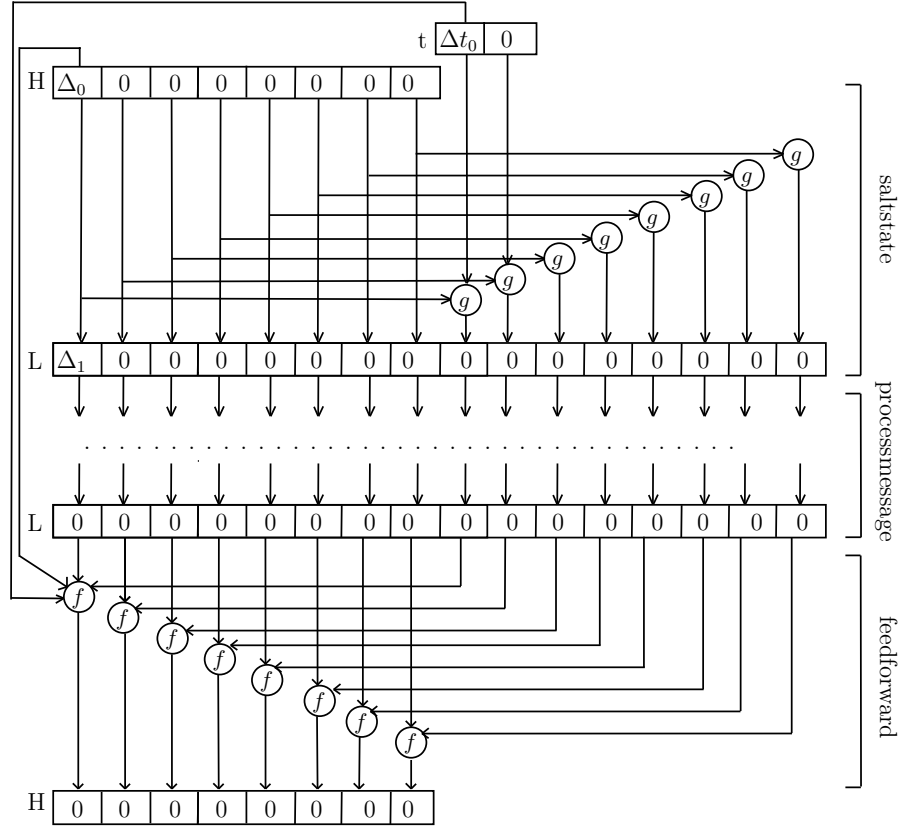 t Δt₀ 0
H Δ₀ 0 0 0 0 0 0 0
g
g
g
g
g
g
g
g
saltstate
L Δ₁ 0 0 0 0 0 0 0 0 0 0 0 0 0 0 0
processmessage
. . . . . . . . . . . . . . . . . . . . . . . . . . . . . . . . . . . . . .
L 0 0 0 0 0 0 0 0 0 0 0 0 0 0 0 0
f
f
f
f
f
f
f
f
feedforward
H 0 0 0 0 0 0 0 0